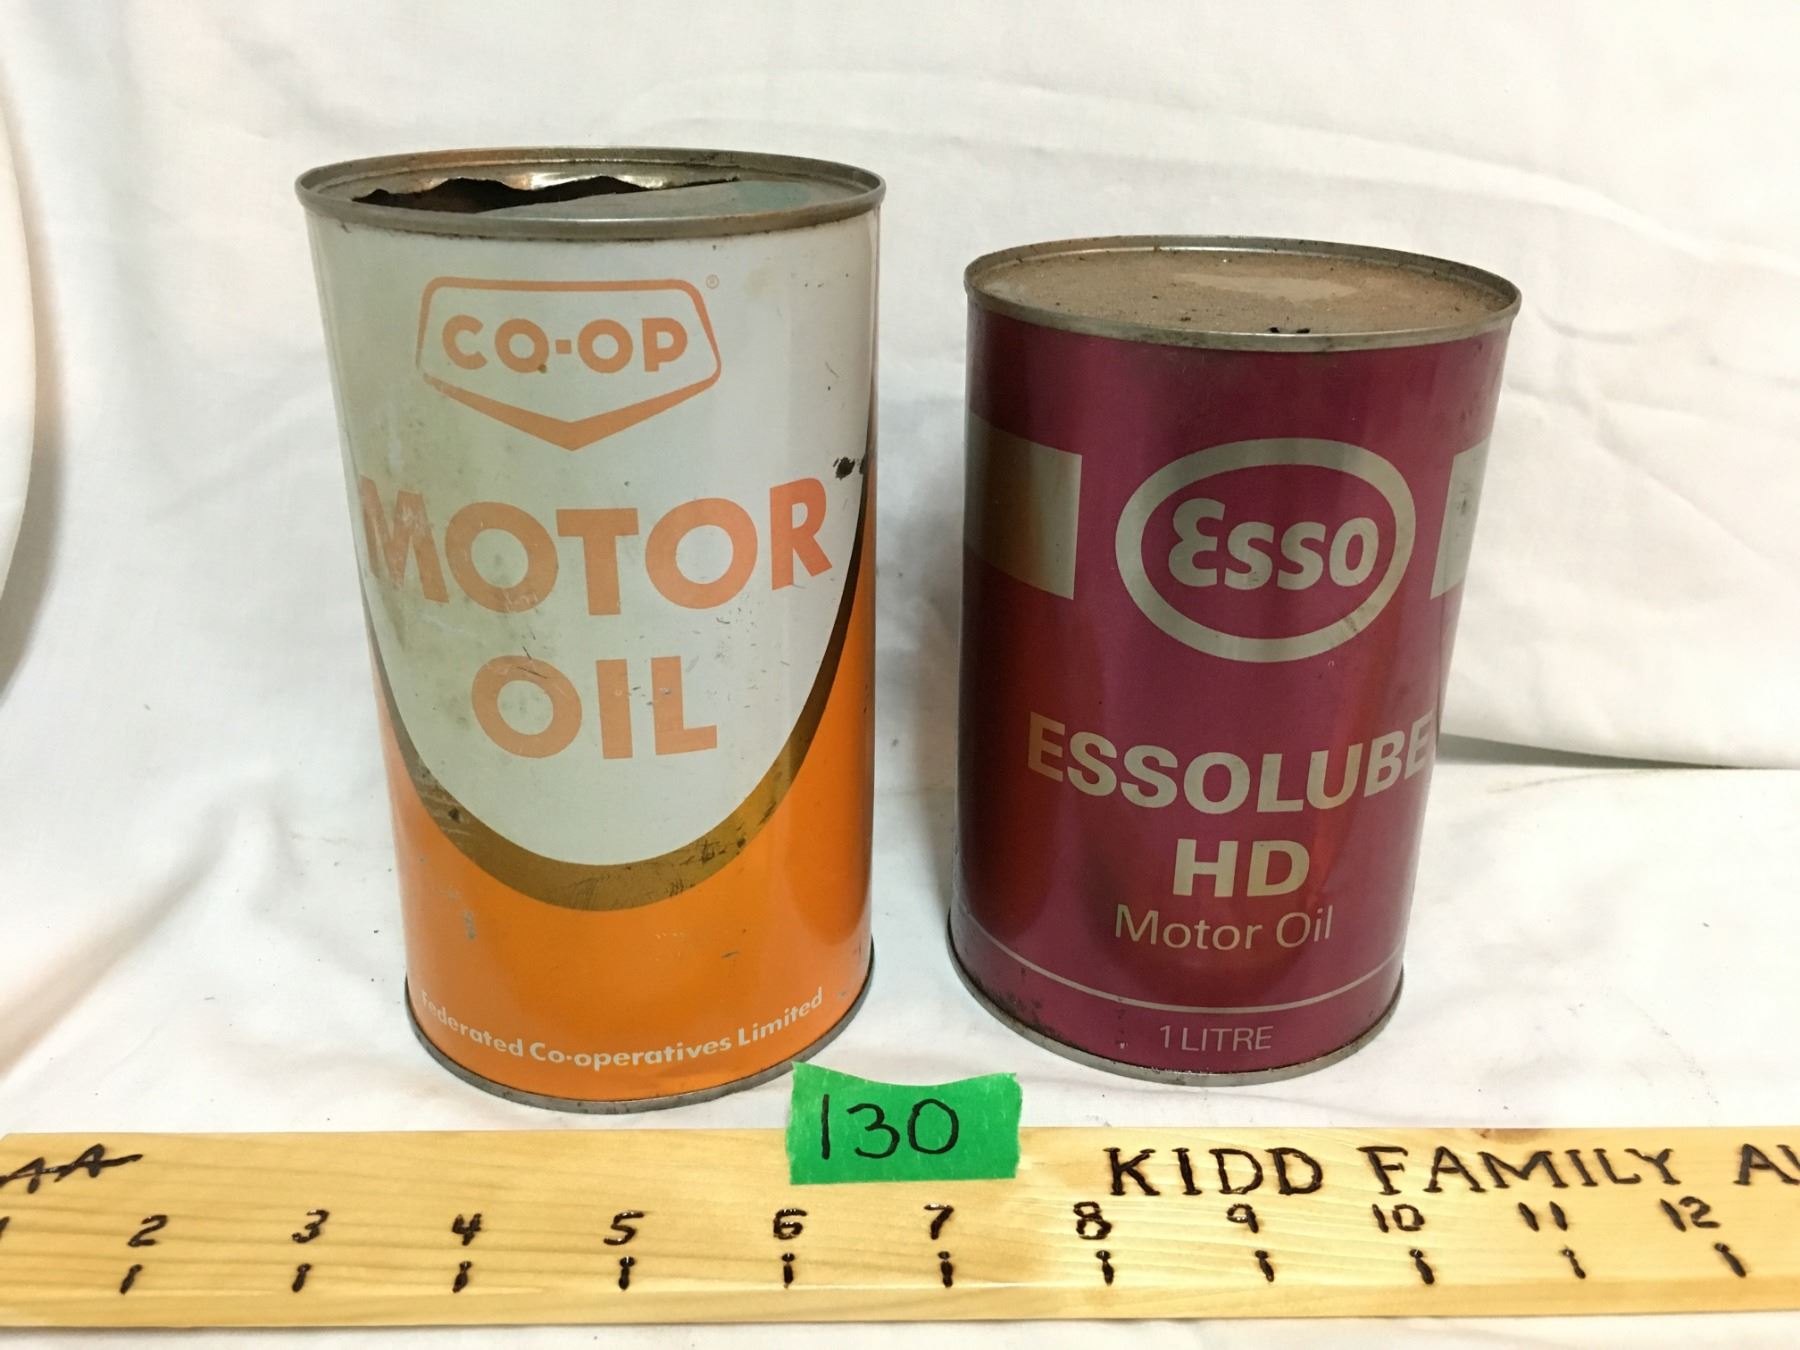 CO-OP ®
MOTOR
OIL
Federated Co-operatives Limited
Esso
ESSOLUBE
HD
Motor Oil
1 LITRE
130
KIDD FAMILY
2 3 4 5 6 7 8 9 10 11 12